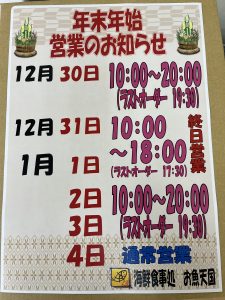 年末年始
営業のお知らせ
12月 30日 10:00~20:00
(ラストオーダー 19:30)
12月 31日 10:00
1月 1日 ~18:00
(ラストオーダー 17:30)
終日営業
2日 10:00~20:00
3日 (ラストオーダー 19:30)
4日 通常営業
海鮮食事処 お魚天国